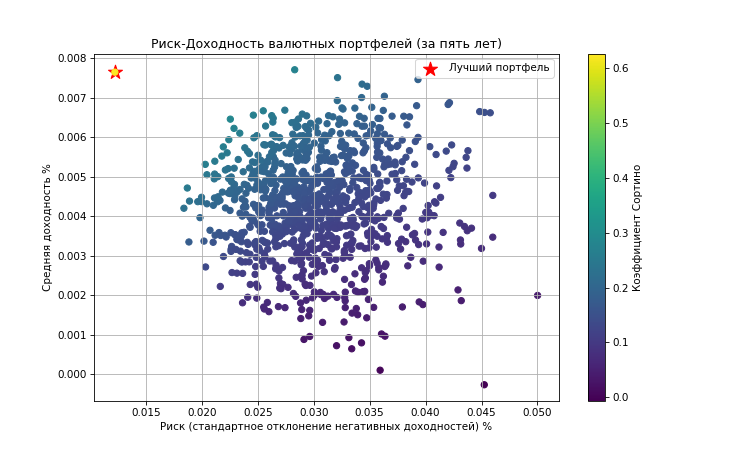 Риск-Доходность валютных портфелей (за пять лет)
Лучший портфель
Средняя доходность %
0.008
0.007
0.006
0.005
0.004
0.003
0.002
0.001
0.000
0.015 0.020 0.025 0.030 0.035 0.040 0.045 0.050
Риск (стандартное отклонение негативных доходностей) %
0.6
0.5
0.4
0.3
0.2
0.1
0.0
Коэффициент Сортино